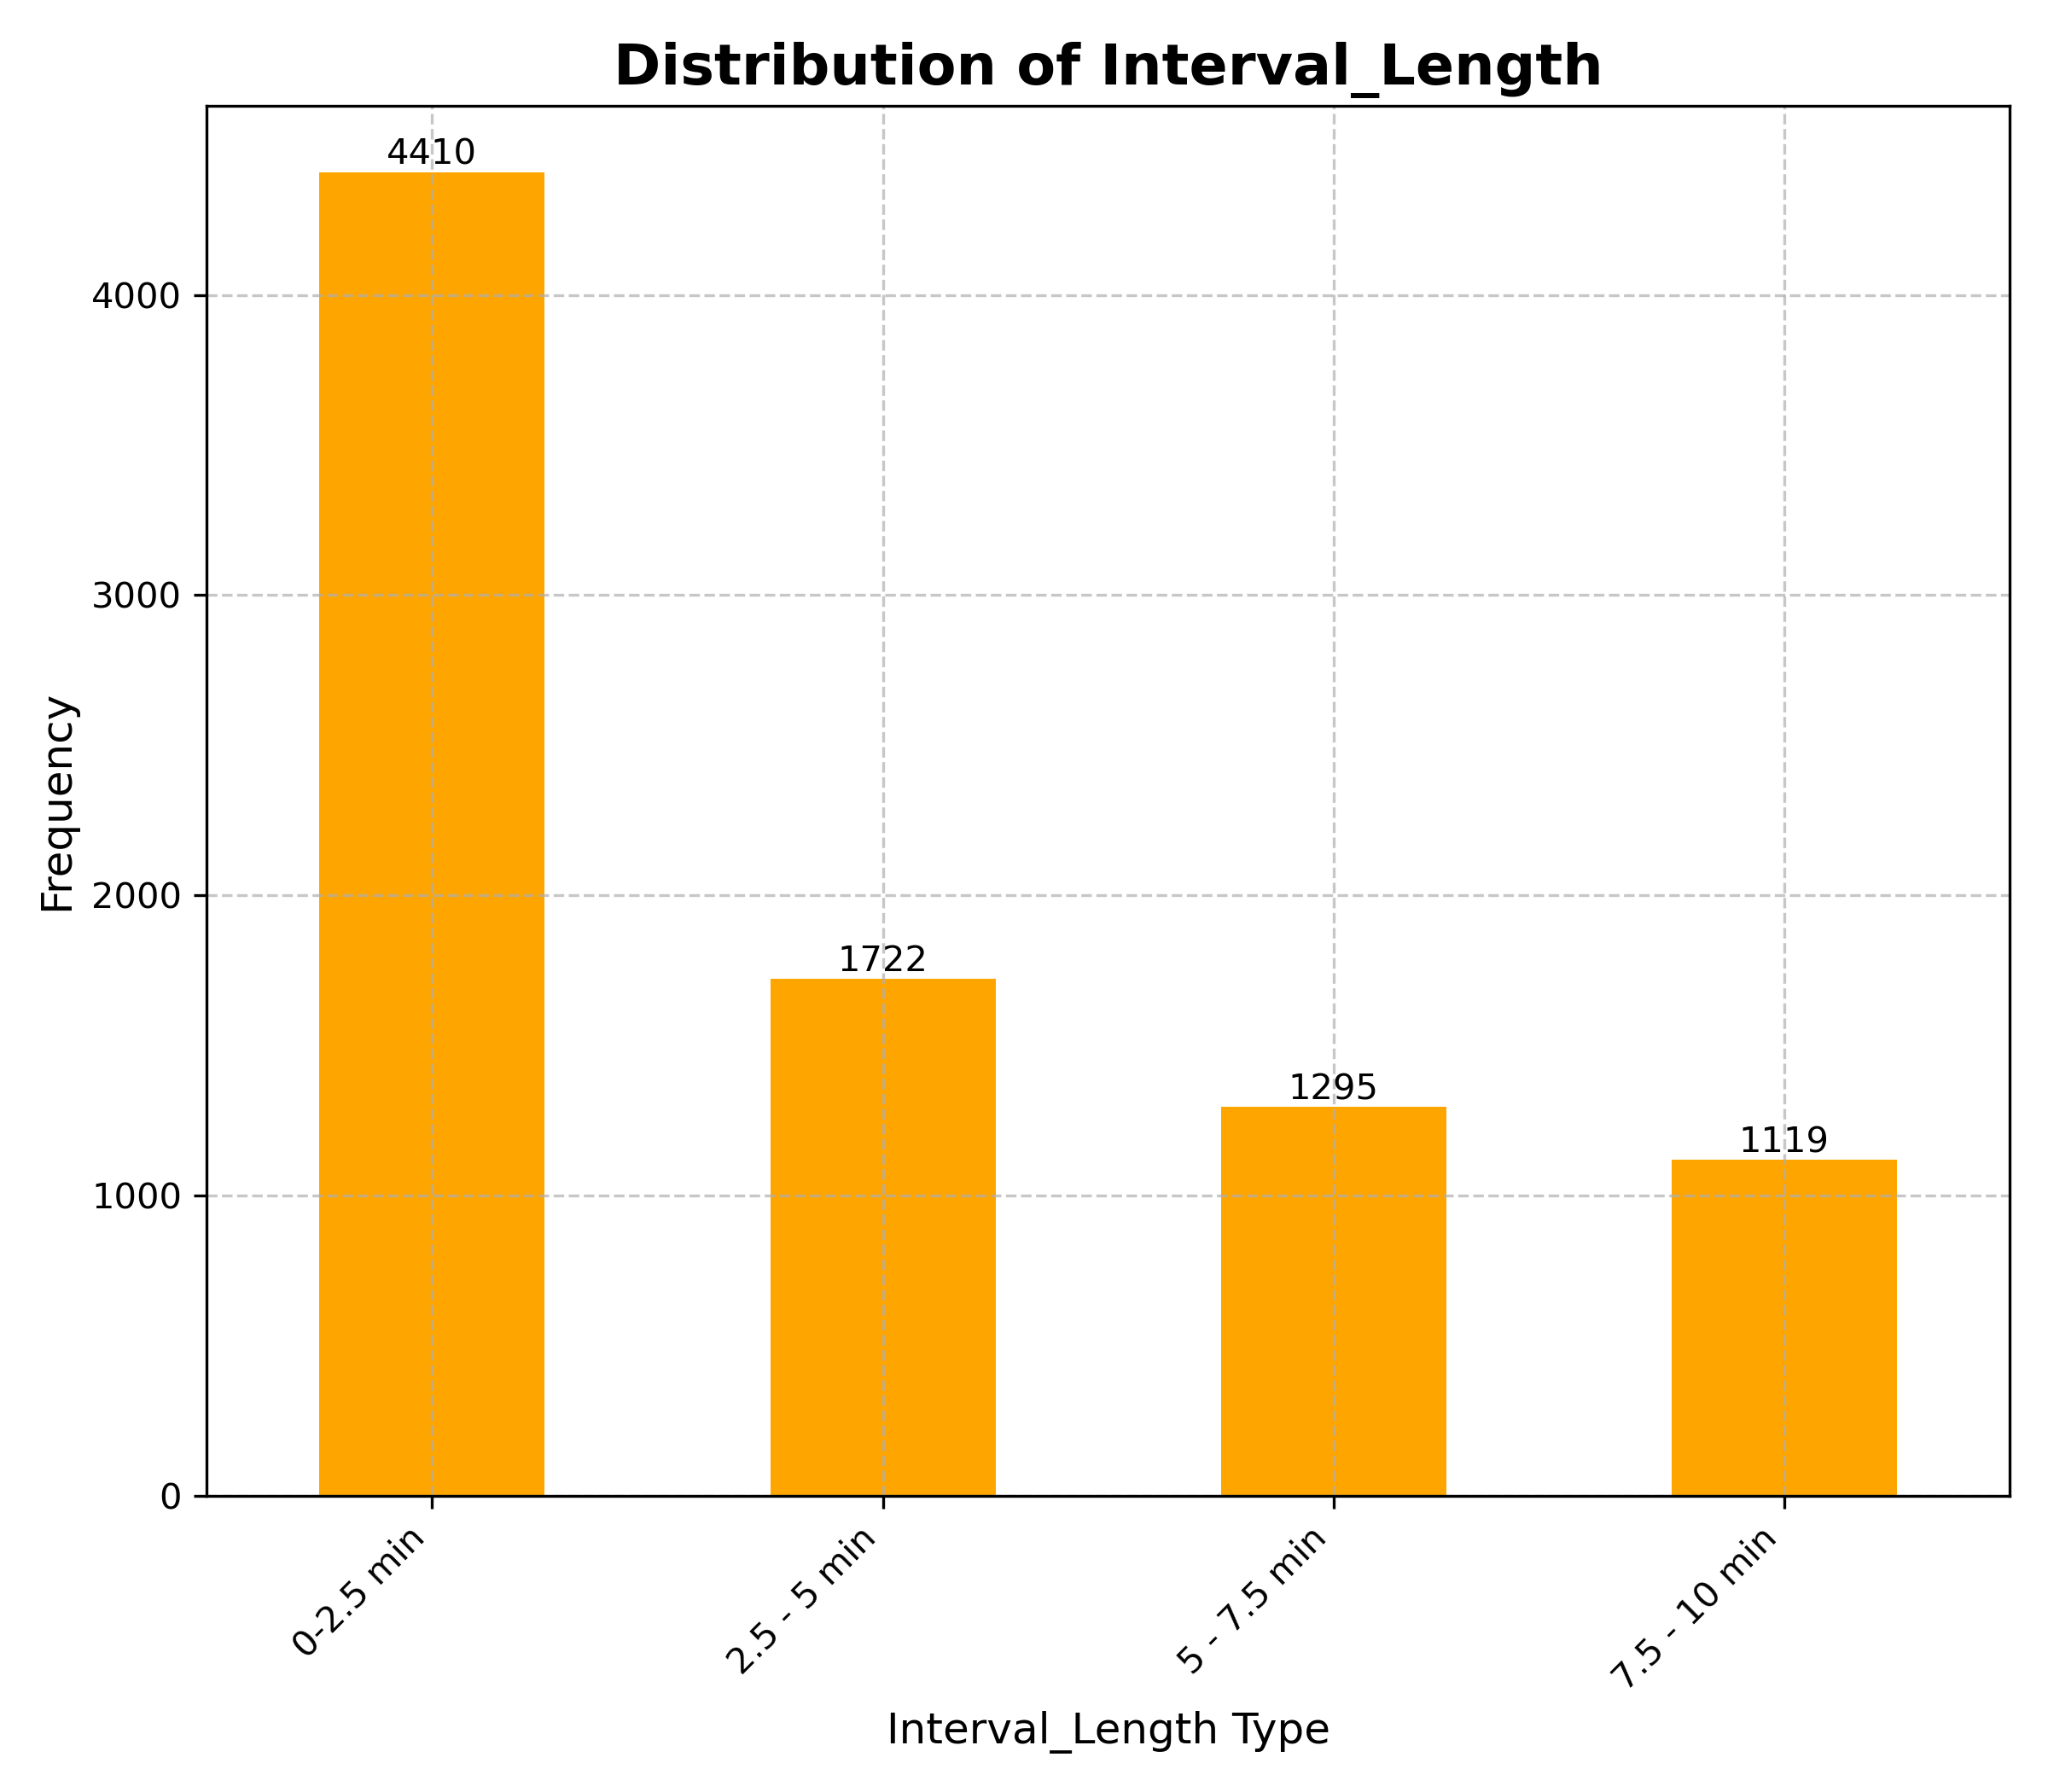 Distribution of Interval_Length
4410
4000
3000
Frequency
2000
1722
1295
1119
1000
0
0-2.5 min
2.5 - 5 min
5 - 7.5 min
7.5 - 10 min
Interval_Length Type